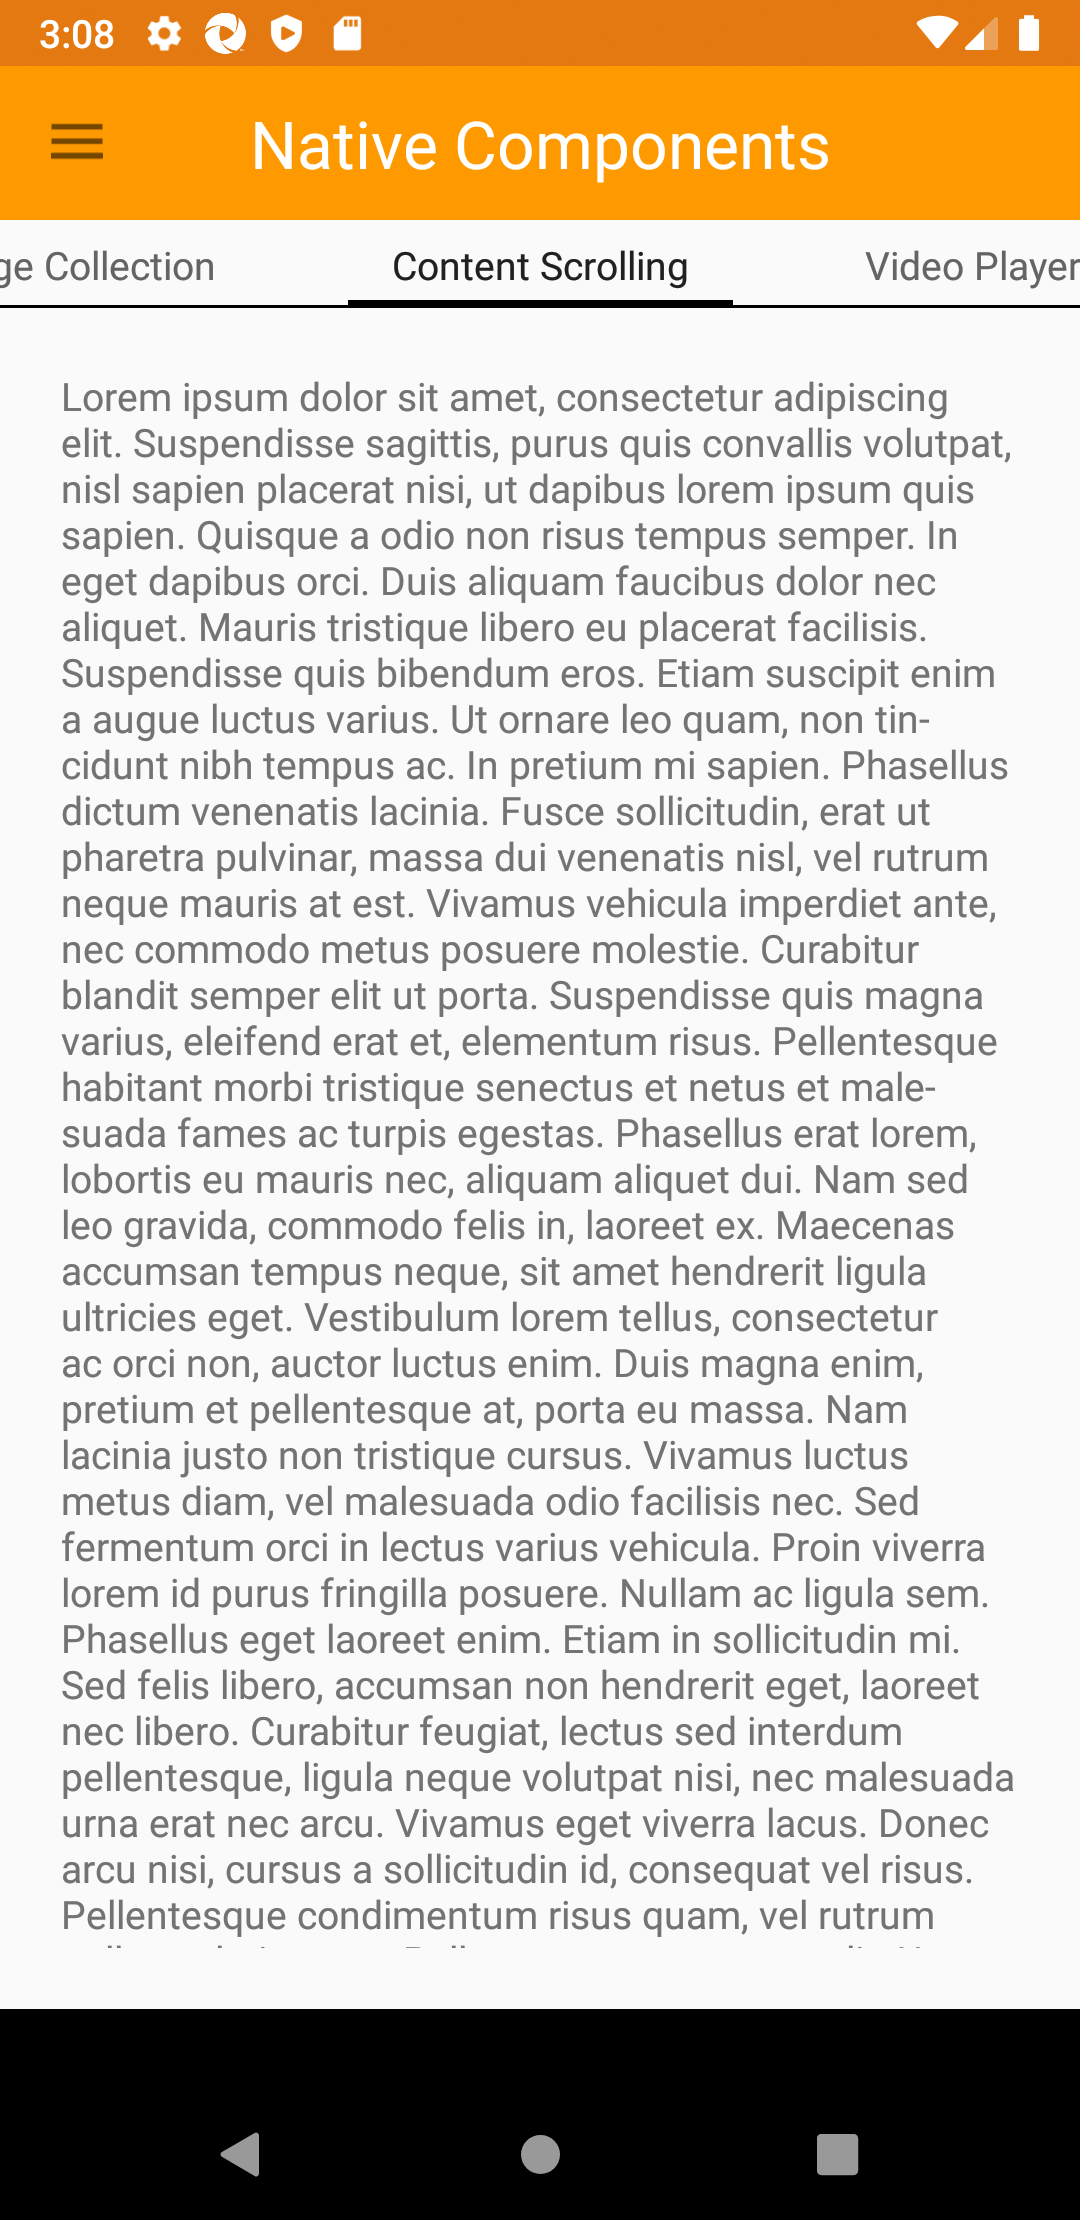 3:08
Native Components
ge Collection
Content Scrolling
Video Player
Lorem ipsum dolor sit amet, consectetur adipiscing
elit. Suspendisse sagittis, purus quis convallis volutpat,
nisl sapien placerat nisi, ut dapibus lorem ipsum quis
sapien. Quisque a odio non risus tempus semper. In
eget dapibus orci. Duis aliquam faucibus dolor nec
aliquet. Mauris tristique libero eu placerat facilisis.
Suspendisse quis bibendum eros. Etiam suscipit enim
a augue luctus varius. Ut ornare leo quam, non tin-
cidunt nibh tempus ac. In pretium mi sapien. Phasellus
dictum venenatis lacinia. Fusce sollicitudin, erat ut
pharetra pulvinar, massa dui venenatis nisl, vel rutrum
neque mauris at est. Vivamus vehicula imperdiet ante,
nec commodo metus posuere molestie. Curabitur
blandit semper elit ut porta. Suspendisse quis magna
varius, eleifend erat et, elementum risus. Pellentesque
habitant morbi tristique senectus et netus et male-
suada fames ac turpis egestas. Phasellus erat lorem,
lobortis eu mauris nec, aliquam aliquet dui. Nam sed
leo gravida, commodo felis in, laoreet ex. Maecenas
accumsan tempus neque, sit amet hendrerit ligula
ultricies eget. Vestibulum lorem tellus, consectetur
ac orci non, auctor luctus enim. Duis magna enim,
pretium et pellentesque at, porta eu massa. Nam
lacinia justo non tristique cursus. Vivamus luctus
metus diam, vel malesuada odio facilisis nec. Sed
fermentum orci in lectus varius vehicula. Proin viverra
lorem id purus fringilla posuere. Nullam ac ligula sem.
Phasellus eget laoreet enim. Etiam in sollicitudin mi.
Sed felis libero, accumsan non hendrerit eget, laoreet
nec libero. Curabitur feugiat, lectus sed interdum
pellentesque, ligula neque volutpat nisi, nec malesuada
urna erat nec arcu. Vivamus eget viverra lacus. Donec
arcu nisi, cursus a sollicitudin id, consequat vel risus.
Pellentesque condimentum risus quam, vel rutrum